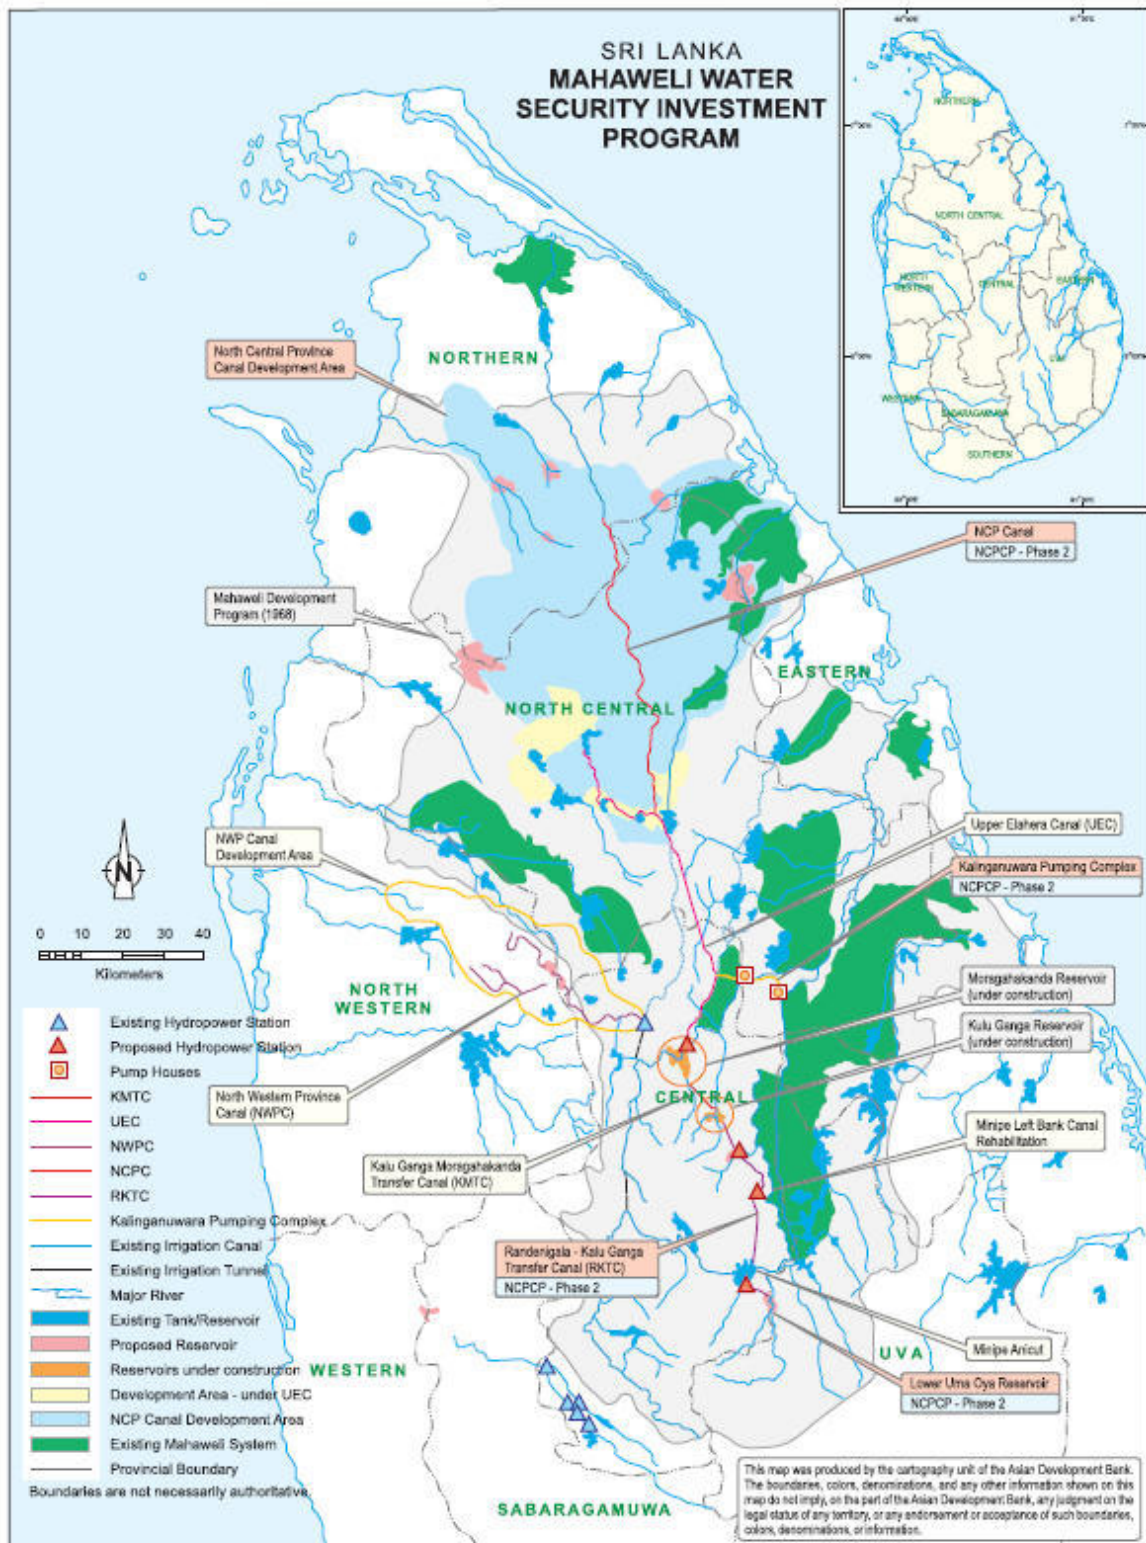 SRI LANKA
MAHAWELI WATER
SECURITY INVESTMENT
PROGRAM
NORTHERN
NORTH CENTRAL
NORTH
WESTERN
CENTRAL
EASTERN
UVA
WESTERN
SABARAGAMUWA
SOUTHERN
North Central Province
Canal Development Area
NORTHERN
NCP Canal
NCPCP - Phase 2
Mahaweli Development
Program (1968)
EASTERN
NORTH CENTRAL
Upper Elahera Canal (UEC)
NWP Canal
Development Area
Kalinganuwara Pumping Complex
NCPCP - Phase 2
N
0 10 20 30 40
Kilometers
Moragahakanda Reservoir
(under construction)
NORTH
WESTERN
Kulu Ganga Reservoir
(under construction)
North Western Province
Canal (NWPC)
CENTRAL
Minipe Left Bank Canal
Rehabilitation
Kalu Ganga Moragahakanda
Transfer Canal (KMTC)
Randenigala - Kalu Ganga
Transfer Canal (RKTC)
NCPCP - Phase 2
Minipe Anicut
UVA
Lower Uma Oya Reservoir
NCPCP - Phase 2
WESTERN
SABARAGAMUWA
Existing Hydropower Station
Proposed Hydropower Station
Pump Houses
KMTC
UEC
NWPC
NCPC
RKTC
Kalinganuwara Pumping Complex
Existing Irrigation Canal
Existing Irrigation Tunnel
Major River
Existing Tank/Reservoir
Proposed Reservoir
Reservoirs under construction
Development Area - under UEC
NCP Canal Development Area
Existing Mahaweli System
Provincial Boundary
Boundaries are not necessarily authoritative.
This map was produced by the cartography unit of the Asian Development Bank.
The boundaries, colors, denominations, and any other information shown on this
map do not imply, on the part of the Asian Development Bank, any judgment on the
legal status of any territory, or any endorsement or acceptance of such boundaries,
colors, denominations, or information.